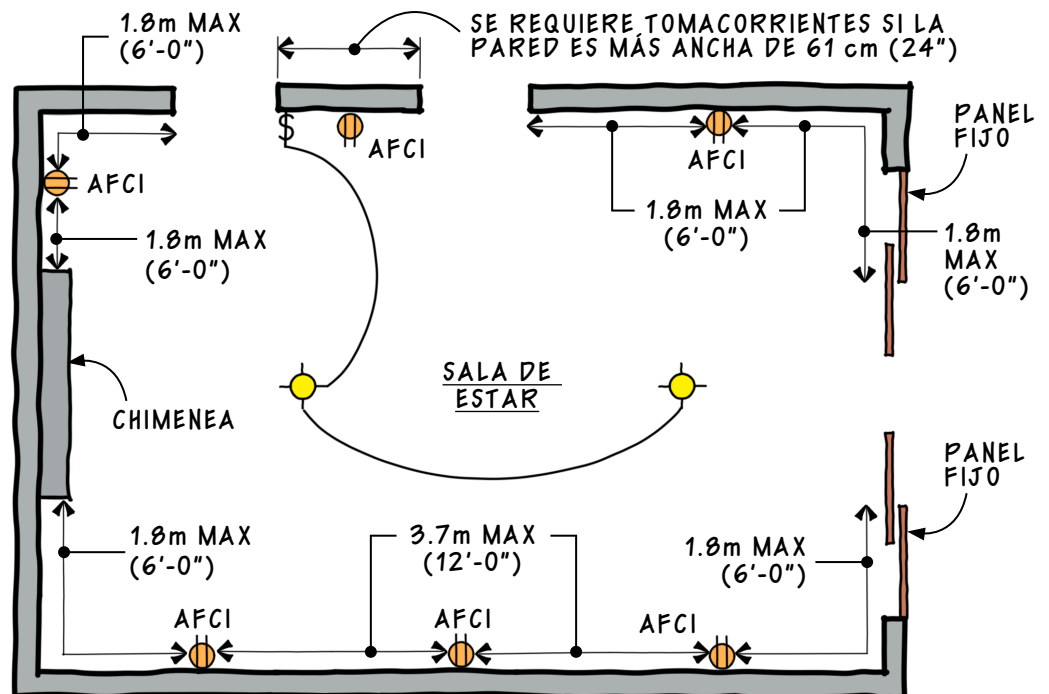 1.8m MAX
(6'-0")
SE REQUIERE TOMACORRIENTES SI LA
PARED ES MÁS ANCHA DE 61 cm (24")
PANEL
FIJO
$
AFCI
AFCI
AFCI
1.8m MAX
(6'-0")
1.8m MAX
(6'-0")
1.8m
MAX
(6'-0")
SALA DE
ESTAR
CHIMENEA
PANEL
FIJO
1.8m MAX
(6'-0")
3.7m MAX
(12'-0")
1.8m MAX
(6'-0")
AFCI
AFCI
AFCI